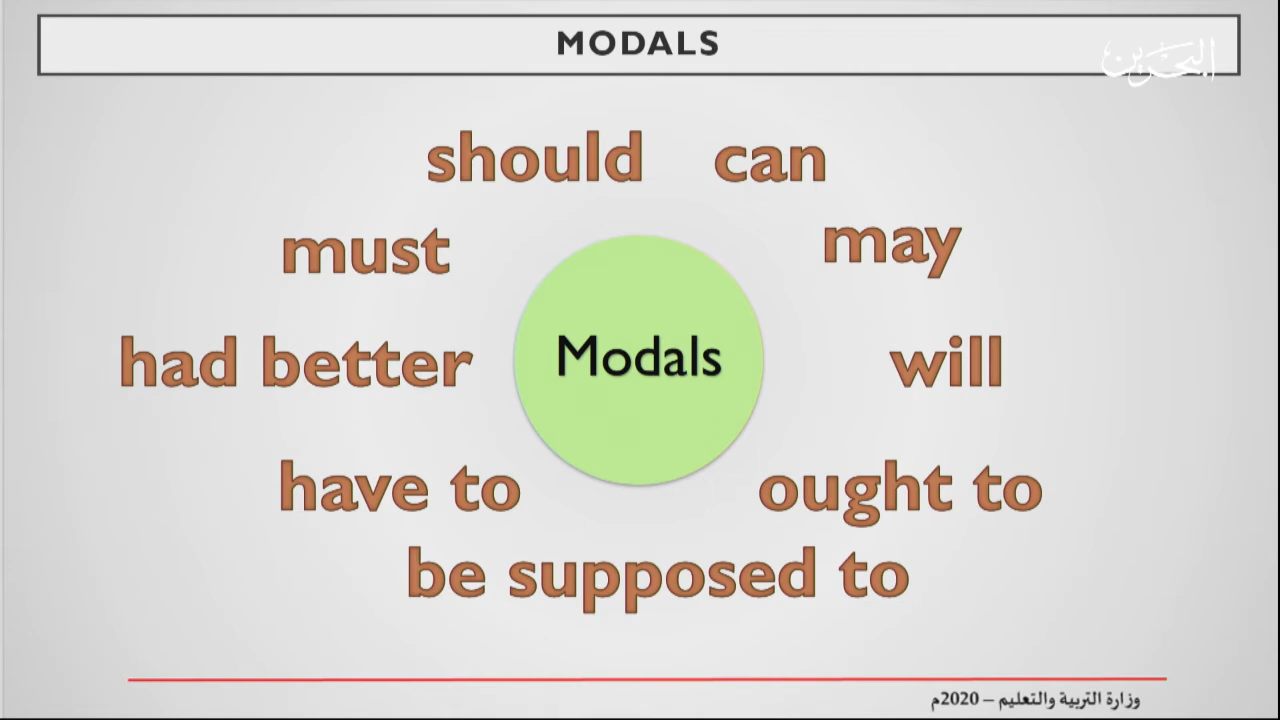 MODALS
البحرين
should can
must may
had better Modals will
have to ought to
be supposed to
وزارة التربية والتعليم – 2020م